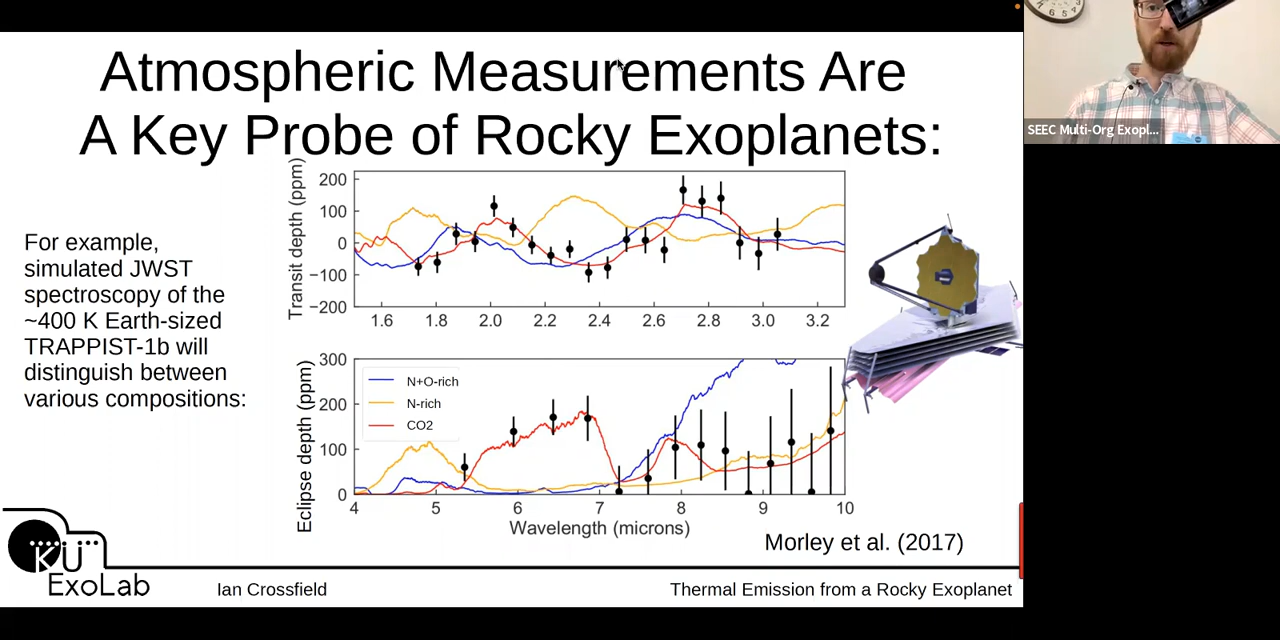 Atmospheric Measurements Are
A Key Probe of Rocky Exoplanets:
SEEC Multi-Org Exopl...
For example,
simulated JWST
spectroscopy of the
~400 K Earth-sized
TRAPPIST-1b will
distinguish between
various compositions:
Transit depth (ppm)
200
100
0
−100
−200
1.6 1.8 2.0 2.2 2.4 2.6 2.8 3.0 3.2
Eclipse depth (ppm)
300
200
100
0
N+O-rich
N-rich
CO2
4 5 6 7 8 9 10
Wavelength (microns)
Morley et al. (2017)
KU
ExoLab
Ian Crossfield
Thermal Emission from a Rocky Exoplanet